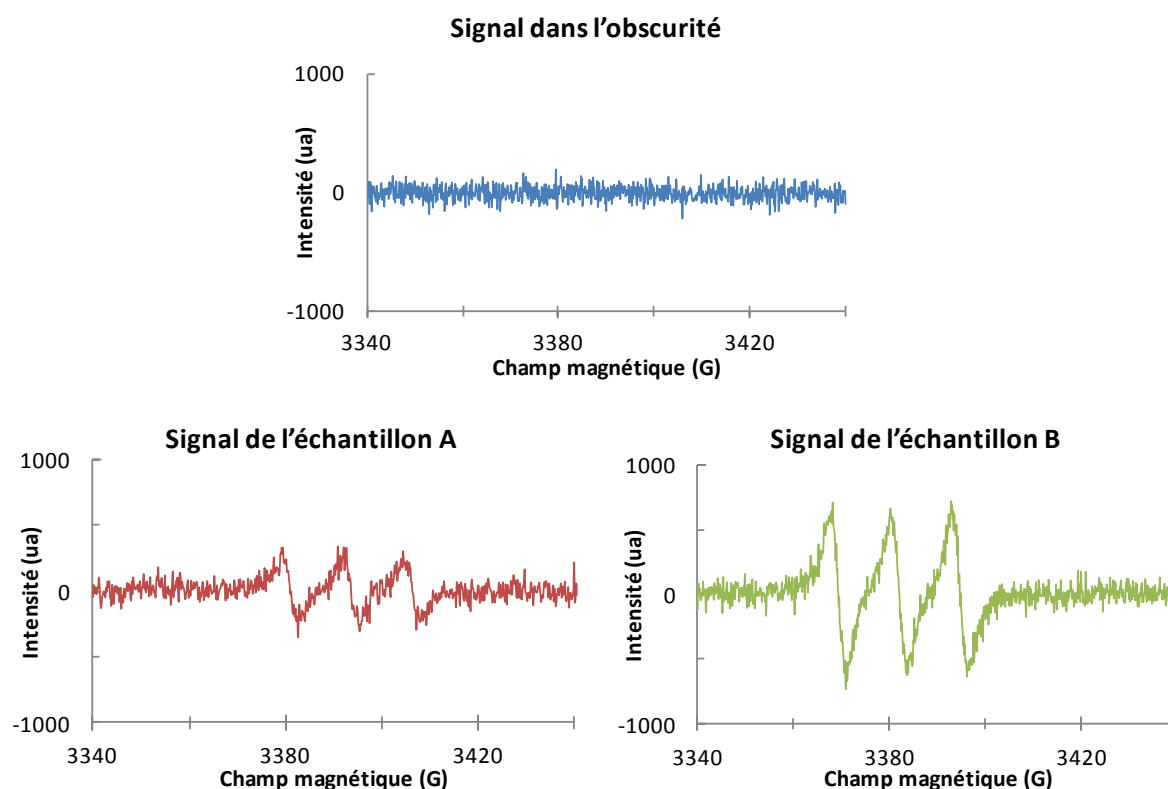 Signal dans l’obscurité
1000
0
-1000
Intensité (ua)
3340 3380 3420
Champ magnétique (G)
Signal de l’échantillon A
1000
0
-1000
Intensité (ua)
3340 3380 3420
Champ magnétique (G)
Signal de l’échantillon B
1000
0
-1000
Intensité (ua)
3340 3380 3420
Champ magnétique (G)